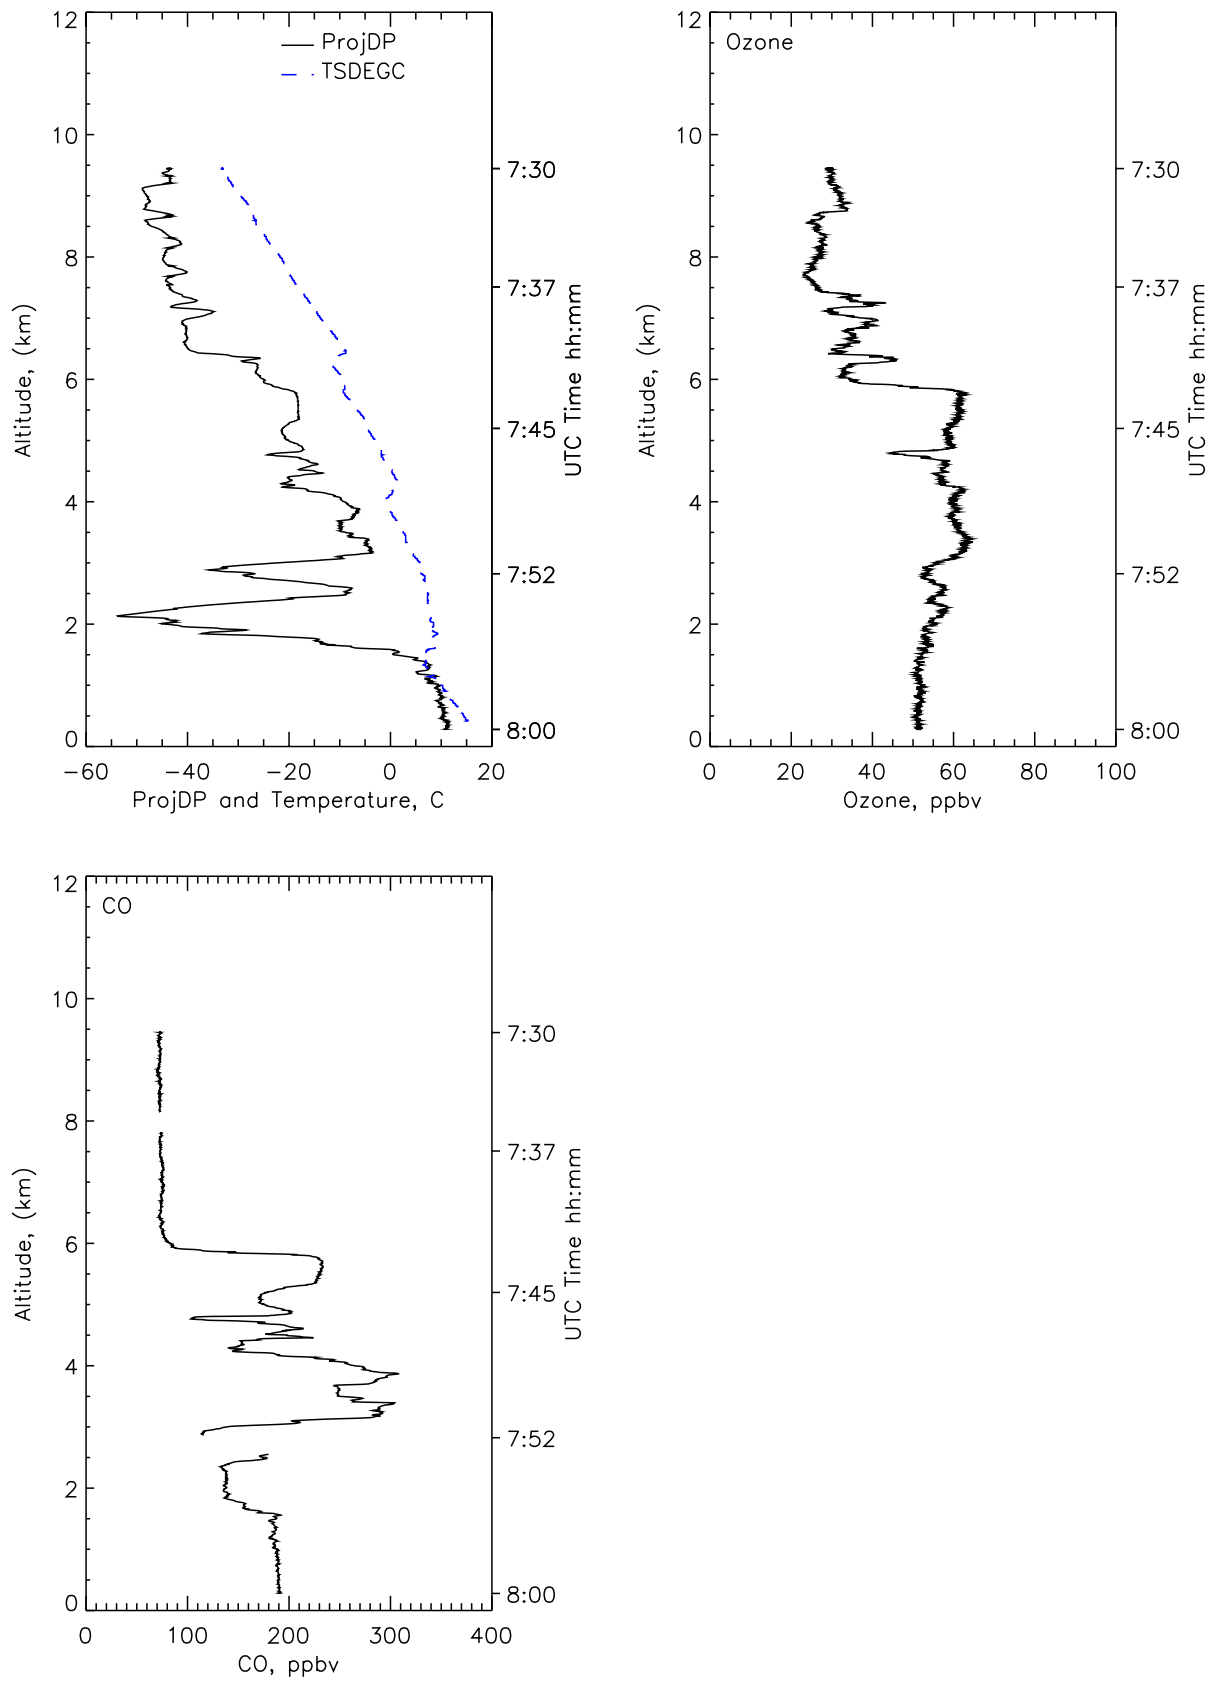 12
10
8
6
4
2
0
Altitude, (km)
ProjDP
TSDEGC
7:30
7:37
7:45
7:52
8:00
UTC Time hh:mm
−60 −40 −20 0 20
ProjDP and Temperature, C
12
10
8
6
4
2
0
Altitude, (km)
Ozone
7:30
7:37
7:45
7:52
8:00
UTC Time hh:mm
0 20 40 60 80 100
Ozone, ppbv
12
10
8
6
4
2
0
Altitude, (km)
CO
7:30
7:37
7:45
7:52
8:00
UTC Time hh:mm
0 100 200 300 400
CO, ppbv